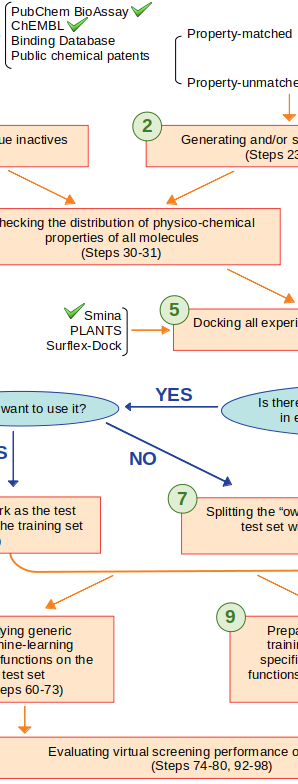 PubChem BioAssay
ChEMBL
Binding Database
Public chemical patents
Property-matched
Property-unmatche
ue inactives
2
Generating and/or s
(Steps 23
hecking the distribution of physico-chemical
properties of all molecules
(Steps 30-31)
5
Smina
PLANTS
Surflex-Dock
Docking all experi
want to use it?
YES
Is there
in e
S
NO
7
rk as the test
he training set
)
Splitting the “ow
test set w
ying generic
hine-learning
functions on the
test set
eps 60-73)
9
Prepa
trainin
specifi
functions
Evaluating virtual screening performance o
(Steps 74-80, 92-98)